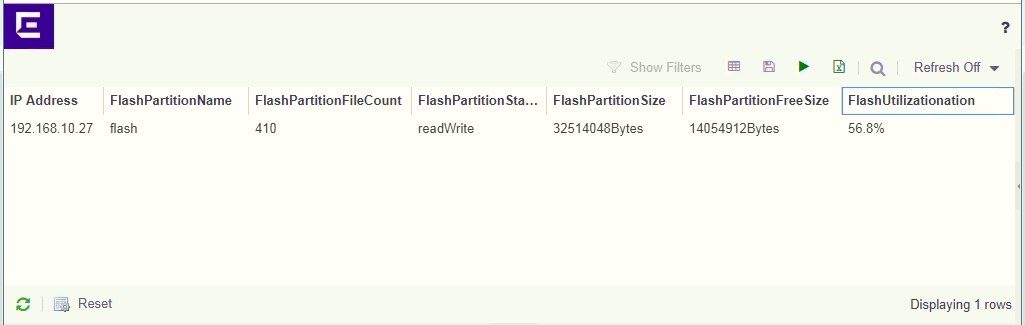 ?
Show Filters Refresh Off
IP Address FlashPartitionName FlashPartitionFileCount FlashPartitionSta... FlashPartitionSize FlashPartitionFreeSize FlashUtilizationation
192.168.10.27 flash 410 readWrite 32514048Bytes 14054912Bytes 56.8%
Reset Displaying 1 rows